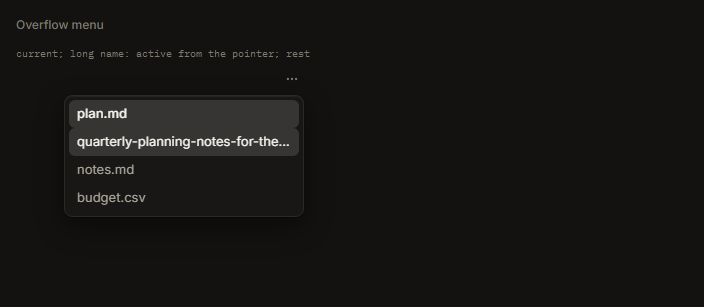 Overflow menu
current; long name: active from the pointer; rest
...
plan.md
quarterly-planning-notes-for-the...
notes.md
budget.csv